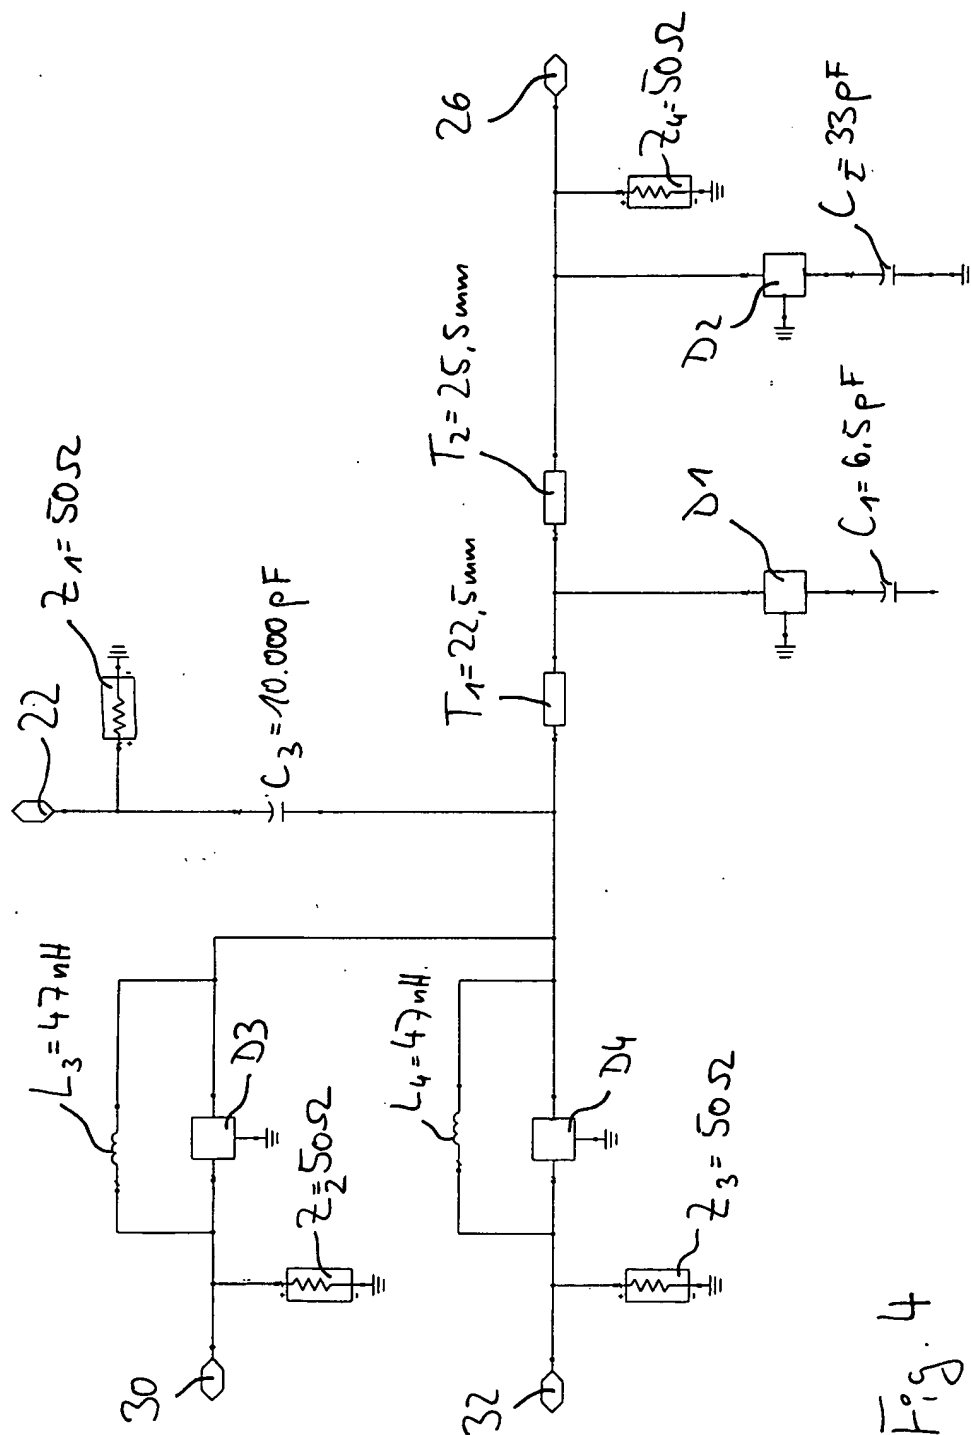 30
L3=47nH
D3
Z2=50Ω
32
L4=47nH.
D4
Z3=50Ω
22
Z1=50Ω
C3=10.000pF
T1=22,5mm
T2=25,5mm
26
Z4=50Ω
D1
C1=6,5pF
D2
C2=33pF
Fig. 4